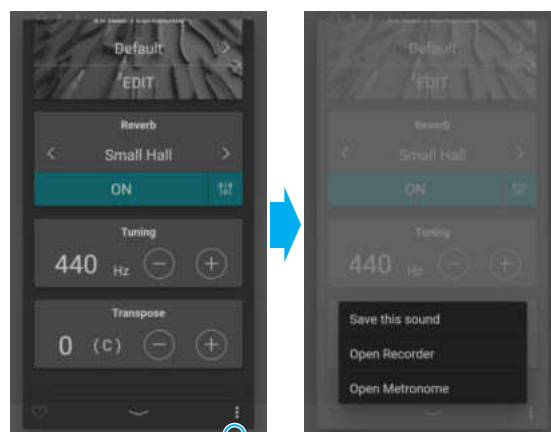 Default
EDIT
Reverb
Small Hall
ON
Tuning
440 Hz
Transpose
0 (C)
Default
EDIT
Reverb
Small Hall
ON
Tuning
440 Hz
Save this sound
Open Recorder
Open Metronome